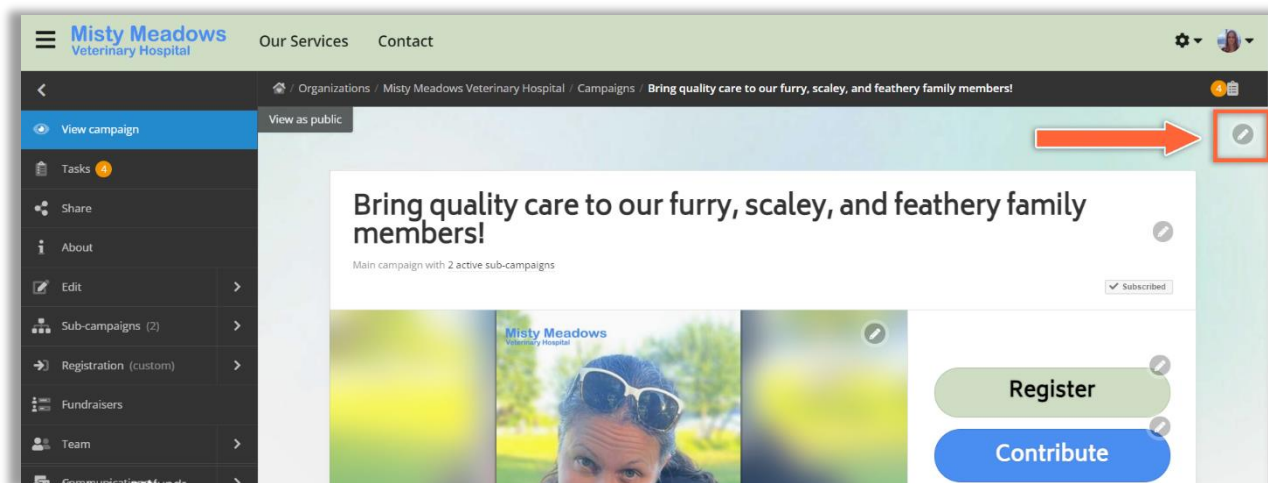 Misty Meadows
Veterinary Hospital
Our Services
Contact
/ Organizations / Misty Meadows Veterinary Hospital / Campaigns / Bring quality care to our furry, scaley, and feathery family members!
4
View campaign
View as public
Tasks 4
Share
About
Edit
Sub-campaigns (2)
Registration (custom)
Fundraisers
Team
Bring quality care to our furry, scaley, and feathery family
members!
Main campaign with 2 active sub-campaigns
Subscribed
Misty Meadows
Veterinary Hospital
Register
Contribute